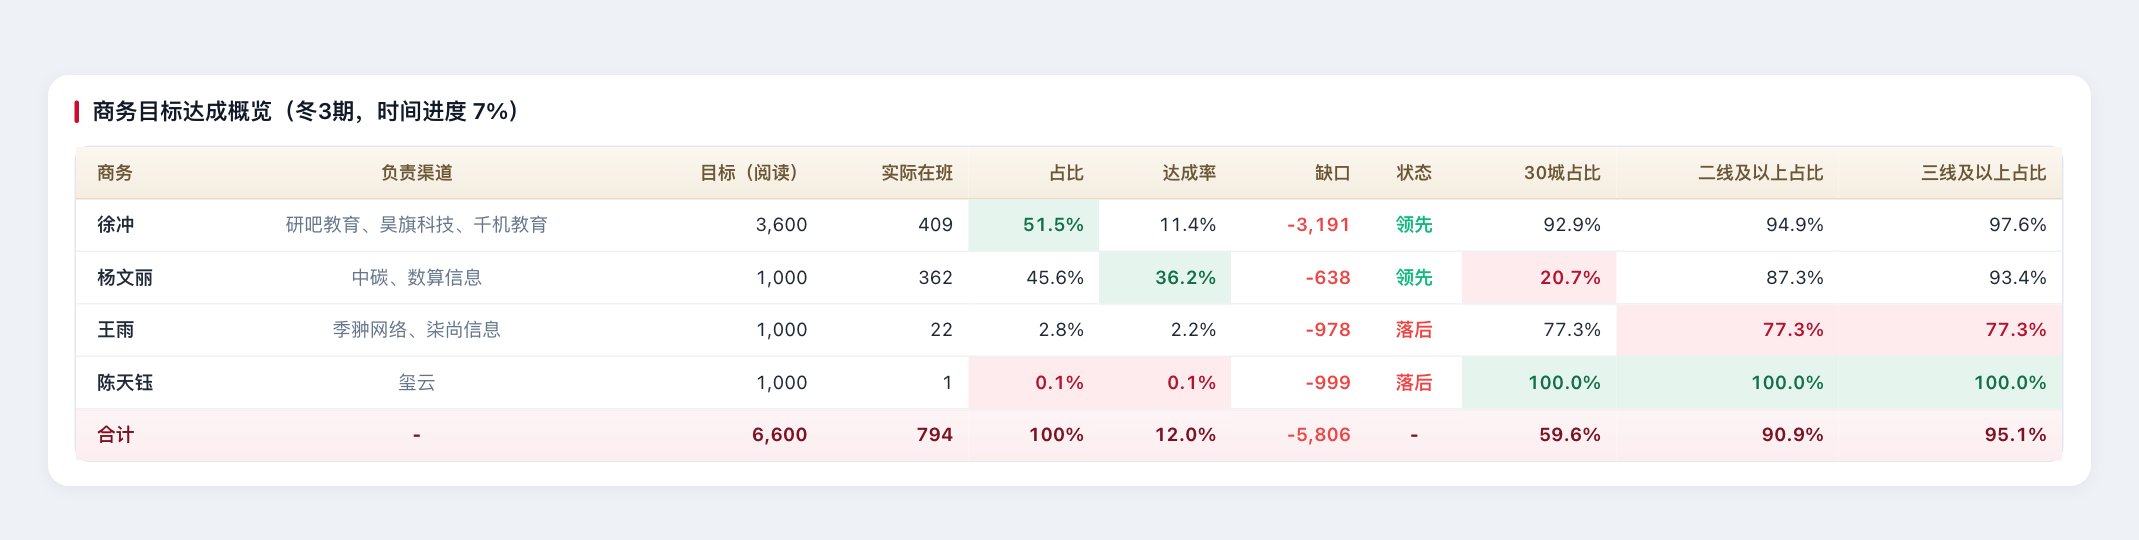 商务目标达成概览（冬3期，时间进度 7%）
商务 负责渠道 目标（阅读） 实际在班 占比 达成率 缺口 状态 30城占比 二线及以上占比 三线及以上占比
徐冲 研吧教育、昊旗科技、千机教育 3,600 409 51.5% 11.4% -3,191 领先 92.9% 94.9% 97.6%
杨文丽 中碳、数算信息 1,000 362 45.6% 36.2% -638 领先 20.7% 87.3% 93.4%
王雨 季翀网络、柒尚信息 1,000 22 2.8% 2.2% -978 落后 77.3% 77.3% 77.3%
陈天钰 玺云 1,000 1 0.1% 0.1% -999 落后 100.0% 100.0% 100.0%
合计 - 6,600 794 100% 12.0% -5,806 - 59.6% 90.9% 95.1%